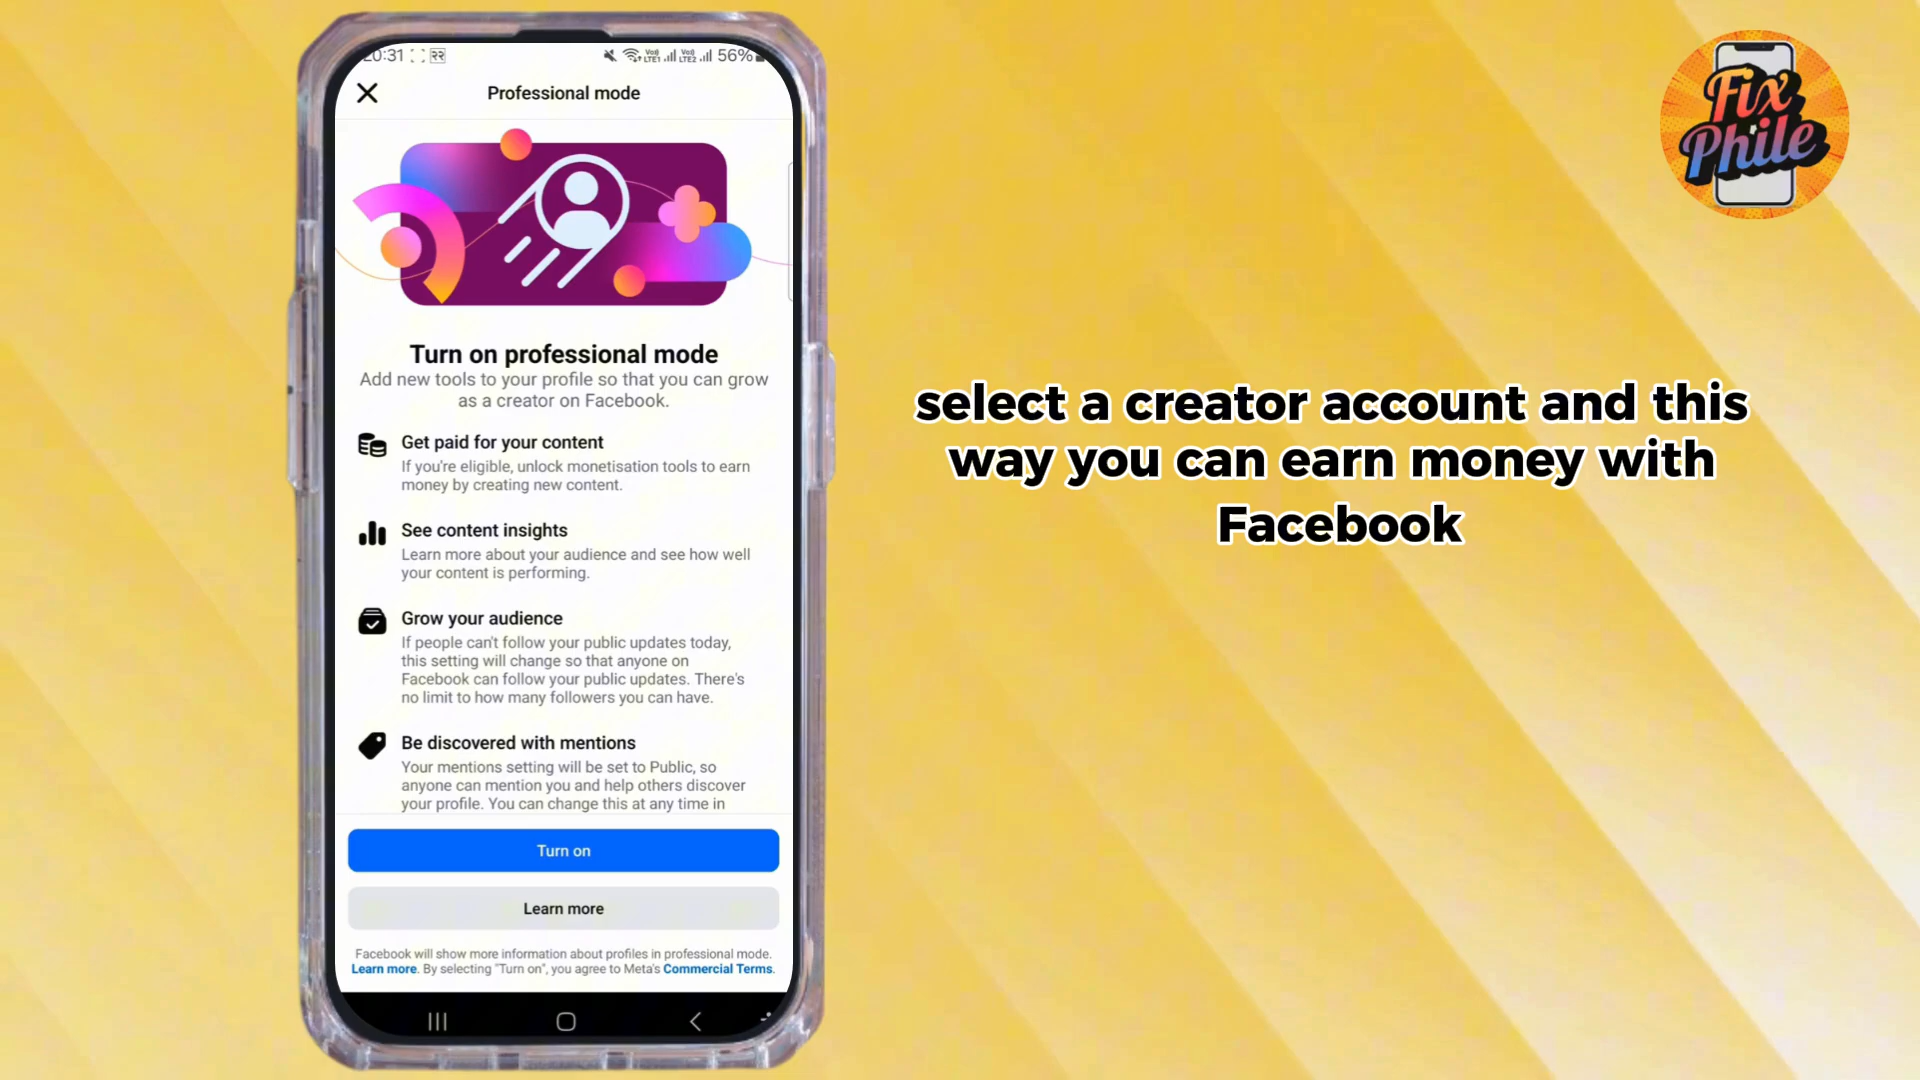 20:31
56%
Professional mode
Turn on professional mode
Add new tools to your profile so that you can grow
as a creator on Facebook.
Get paid for your content
If you're eligible, unlock monetisation tools to earn
money by creating new content.
See content insights
Learn more about your audience and see how well
your content is performing.
Grow your audience
If people can't follow your public updates today,
this setting will change so that anyone on
Facebook can follow your public updates. There's
no limit to how many followers you can have.
Be discovered with mentions
Your mentions setting will be set to Public, so
anyone can mention you and help others discover
your profile. You can change this at any time in
Turn on
Learn more
Facebook will show more information about profiles in professional mode.
Learn more. By selecting "Turn on", you agree to Meta's Commercial Terms.
select a creator account and this
way you can earn money with
Facebook
Fix
Phile